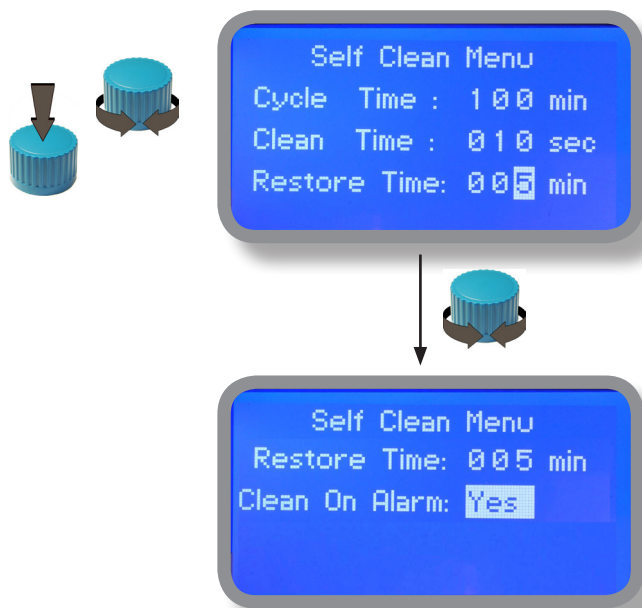 Self Clean Menu
Cycle Time : 100 min
Clean Time : 010 sec
Restore Time: 005 min
Self Clean Menu
Restore Time: 005 min
Clean On Alarm: Yes